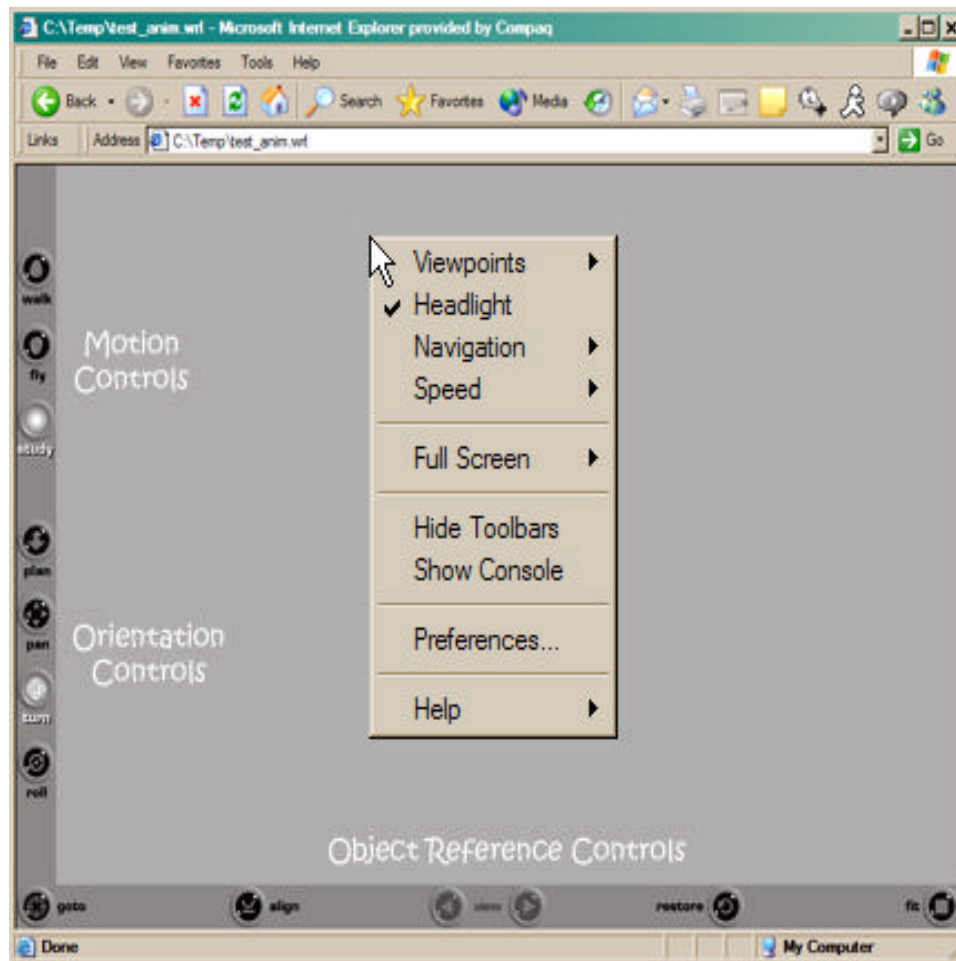 C:\Temp\test_anim.wrl - Microsoft Internet Explorer provided by Compaq
File Edit View Favorites Tools Help
Back Search Favorites Media
Links Address C:\Temp\test_anim.wrl Go
walk
fly
study
Motion
Controls
Viewpoints
Headlight
Navigation
Speed
Full Screen
Hide Toolbars
Show Console
Preferences...
Help
plan
pan
turn
roll
Orientation
Controls
Object Reference Controls
goto align view restore fit
Done My Computer